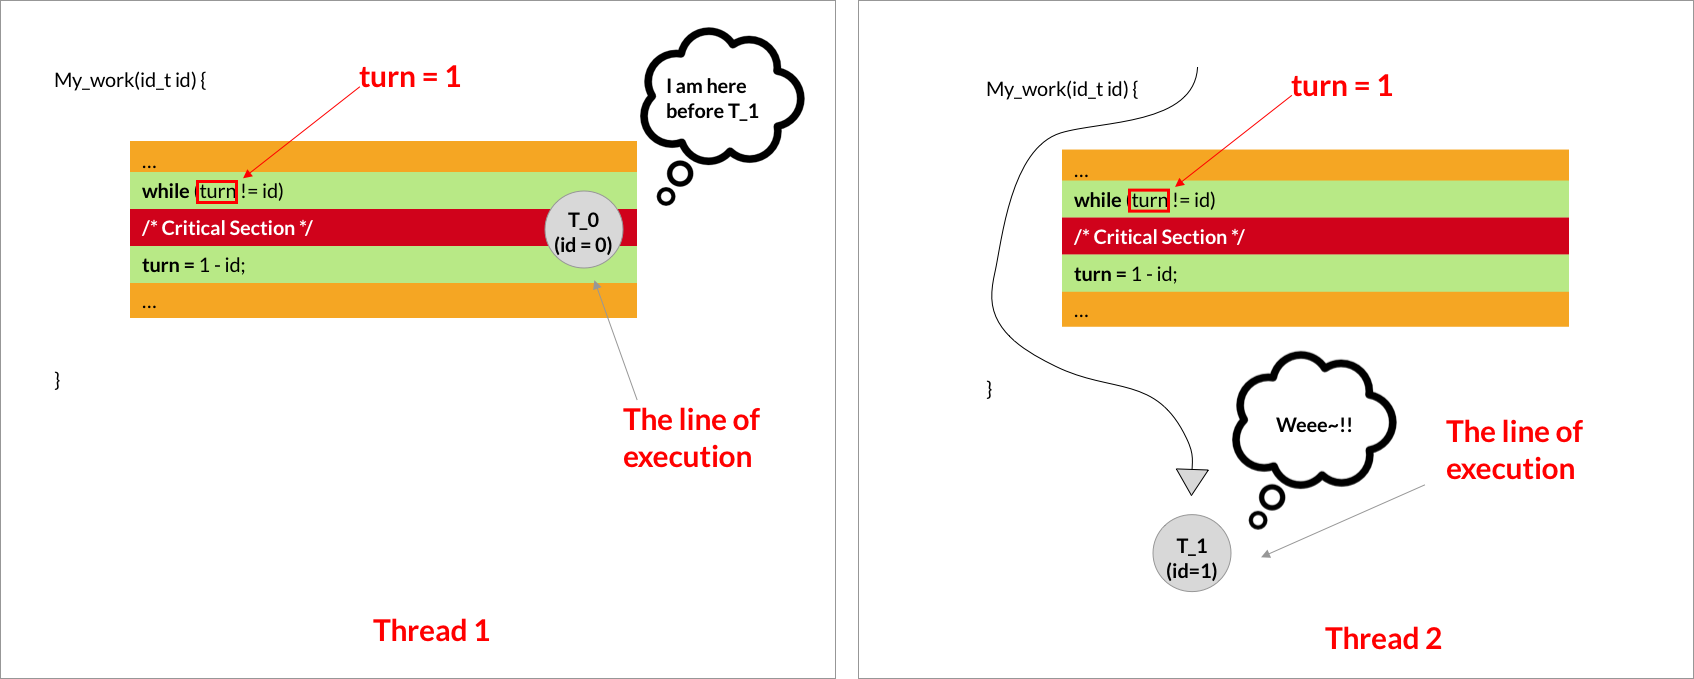 My_work(id_t id) {
turn = 1
I am here
before T_1
...
while (turn != id)
/* Critical Section */
turn = 1 - id;
...
T_0
(id = 0)
}
The line of
execution
Thread 1
My_work(id_t id) {
turn = 1
...
while (turn != id)
/* Critical Section */
turn = 1 - id;
...
}
Weee~!!
The line of
execution
T_1
(id=1)
Thread 2